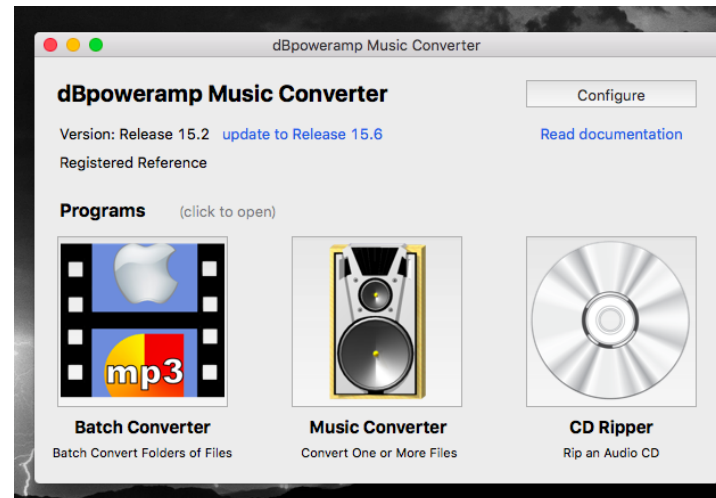 dBpoweramp Music Converter
dBpoweramp Music Converter
Configure
Version: Release 15.2 update to Release 15.6
Read documentation
Registered Reference
Programs (click to open)
mp3
Batch Converter
Music Converter
CD Ripper
Batch Convert Folders of Files
Convert One or More Files
Rip an Audio CD